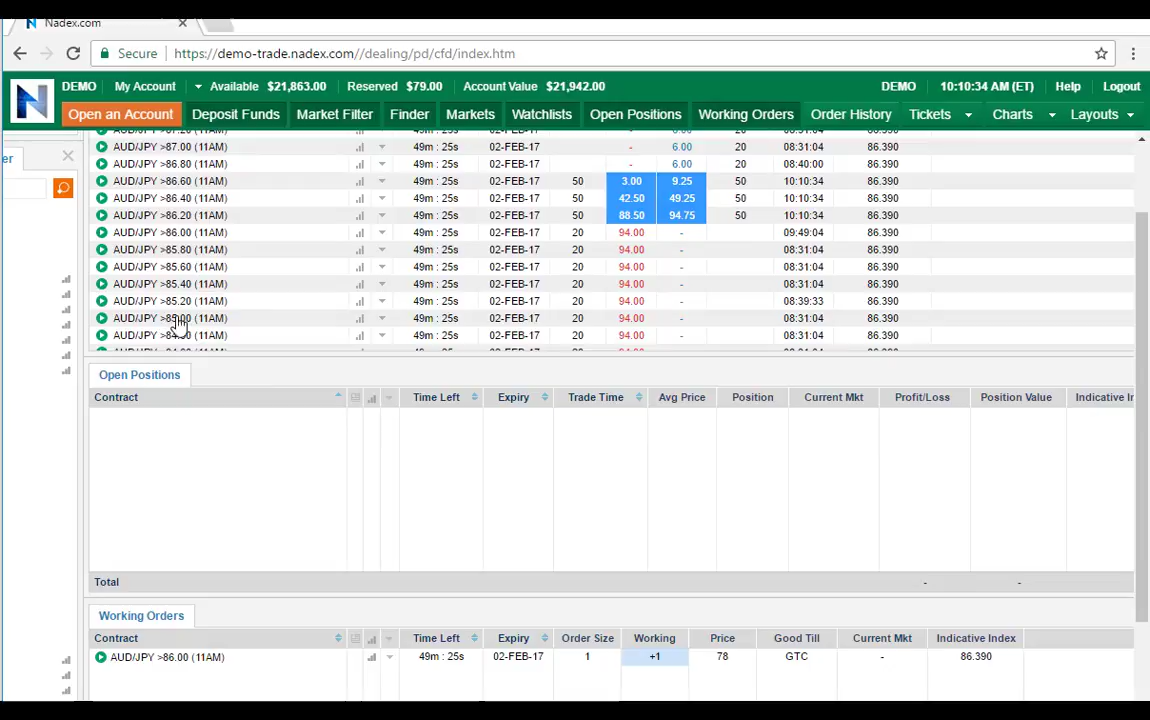 Nadex.com
Secure https://demo-trade.nadex.com//dealing/pd/cfd/index.htm
DEMO My Account Available $21,863.00 Reserved $79.00 Account Value $21,942.00 DEMO 10:10:34 AM (ET) Help Logout
Open an Account Deposit Funds Market Filter Finder Markets Watchlists Open Positions Working Orders Order History Tickets Charts Layouts
er AUD/JPY >87.00 (11AM) 49m : 25s 02-FEB-17 - 6.00 20 08:31:04 86.390
AUD/JPY >86.80 (11AM) 49m : 25s 02-FEB-17 - 6.00 20 08:40:00 86.390
AUD/JPY >86.60 (11AM) 49m : 25s 02-FEB-17 50 3.00 9.25 50 10:10:34 86.390
AUD/JPY >86.40 (11AM) 49m : 25s 02-FEB-17 50 42.50 49.25 50 10:10:34 86.390
AUD/JPY >86.20 (11AM) 49m : 25s 02-FEB-17 50 88.50 94.75 50 10:10:34 86.390
AUD/JPY >86.00 (11AM) 49m : 25s 02-FEB-17 20 94.00 - 09:49:04 86.390
AUD/JPY >85.80 (11AM) 49m : 25s 02-FEB-17 20 94.00 - 08:31:04 86.390
AUD/JPY >85.60 (11AM) 49m : 25s 02-FEB-17 20 94.00 - 08:31:04 86.390
AUD/JPY >85.40 (11AM) 49m : 25s 02-FEB-17 20 94.00 - 08:31:04 86.390
AUD/JPY >85.20 (11AM) 49m : 25s 02-FEB-17 20 94.00 - 08:39:33 86.390
AUD/JPY >85.00 (11AM) 49m : 25s 02-FEB-17 20 94.00 - 08:31:04 86.390
AUD/JPY (11AM) 49m : 25s 02-FEB-17 20 94.00 - 08:31:04 86.390
Open Positions
Contract Time Left Expiry Trade Time Avg Price Position Current Mkt Profit/Loss Position Value Indicative In
Total - -
Working Orders
Contract Time Left Expiry Order Size Working Price Good Till Current Mkt Indicative Index
AUD/JPY >86.00 (11AM) 49m : 25s 02-FEB-17 1 +1 78 GTC - 86.390